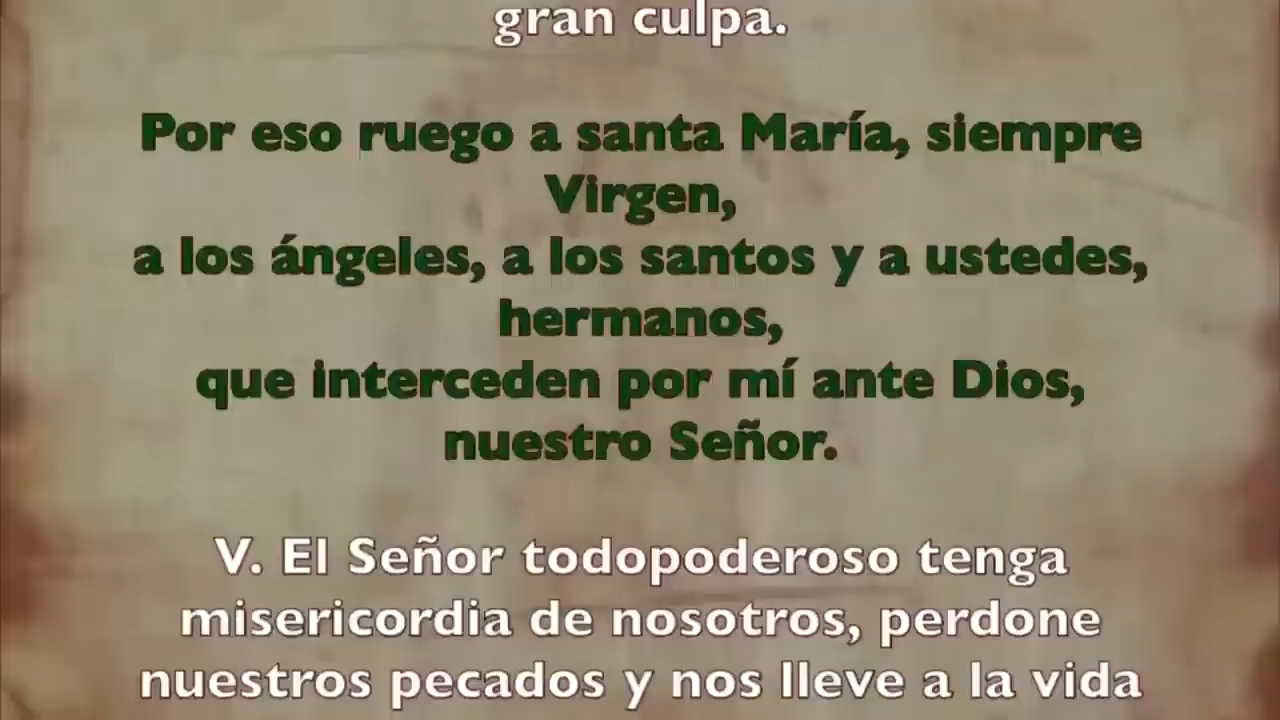 gran culpa.
Por eso ruego a santa María, siempre
Virgen,
a los ángeles, a los santos y a ustedes,
hermanos,
que interceden por mí ante Dios,
nuestro Señor.
V. El Señor todopoderoso tenga
misericordia de nosotros, perdone
nuestros pecados y nos lleve a la vida